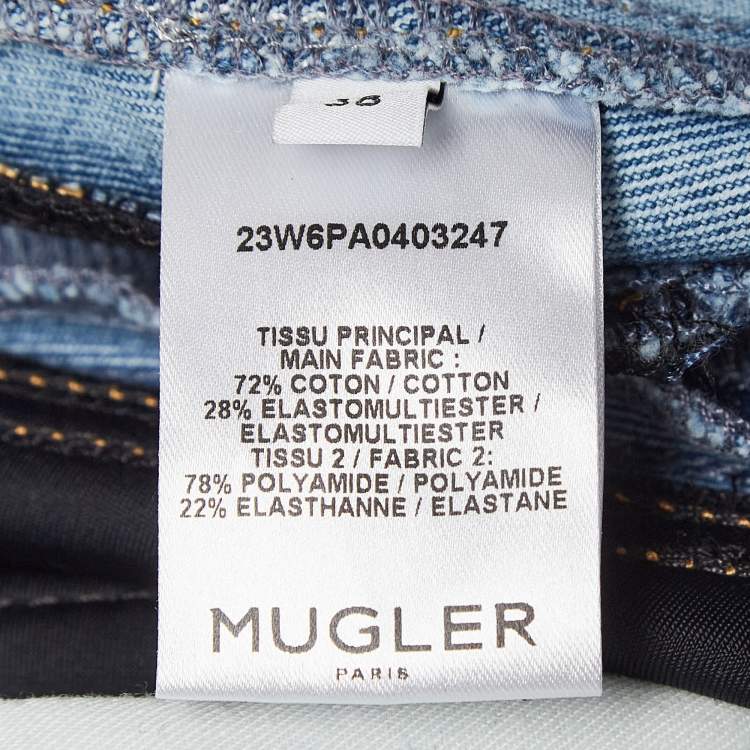 36
23W6PA0403247
TISSU PRINCIPAL /
MAIN FABRIC :
72% COTON / COTTON
28% ELASTOMULTIESTER /
ELASTOMULTIESTER
TISSU 2 / FABRIC 2:
78% POLYAMIDE / POLYAMIDE
22% ELASTHANNE / ELASTANE
MUGLER
PARIS